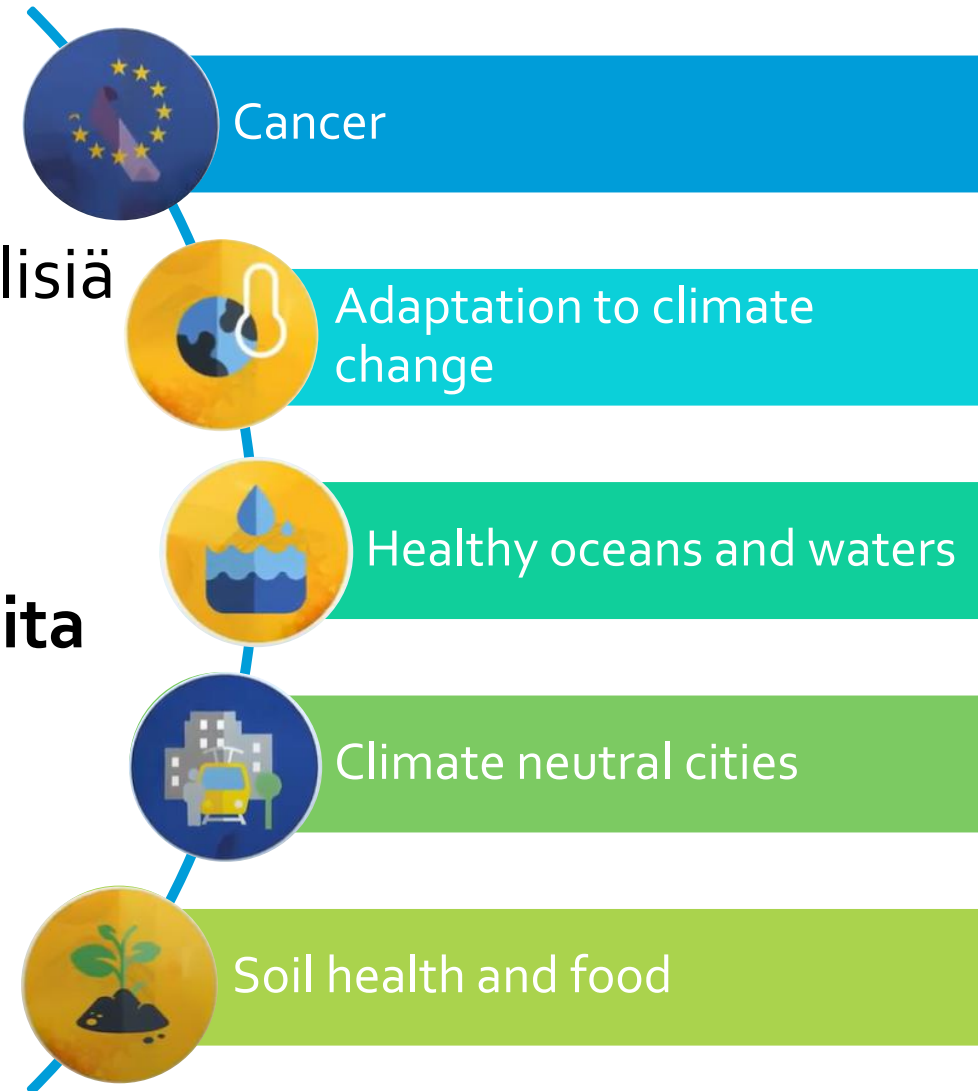 Cancer
lisiä
Adaptation to climate
change
Healthy oceans and waters
ita
Climate neutral cities
Soil health and food